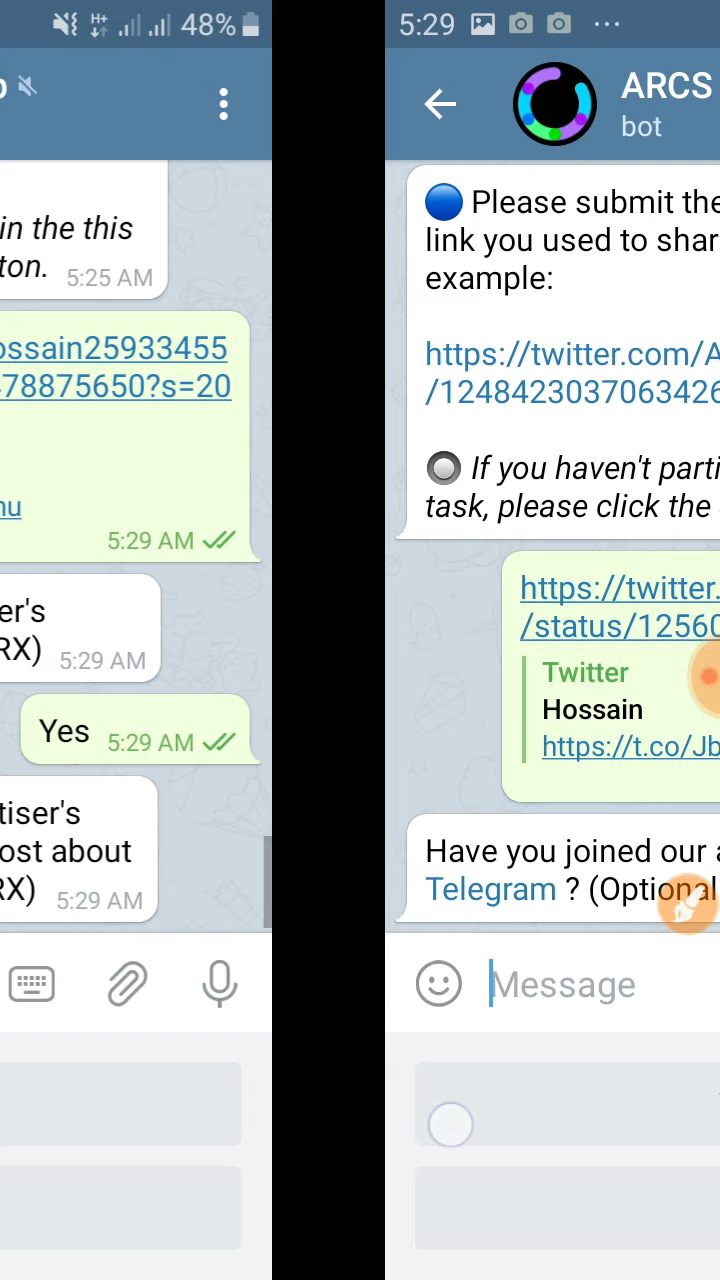 48%
in the this
ton. 5:25 AM
ossain25933455
478875650?s=20
nu
5:29 AM
er's
RX) 5:29 AM
Yes 5:29 AM
tiser's
ost about
RX) 5:29 AM
5:29
ARCS
bot
Please submit the
link you used to shar
example:
https://twitter.com/A
/1248423037063426
If you haven't parti
task, please click the
https://twitter.
/status/12560
Twitter
Hossain
https://t.co/Jb
Have you joined our a
Telegram ? (Optional
Message